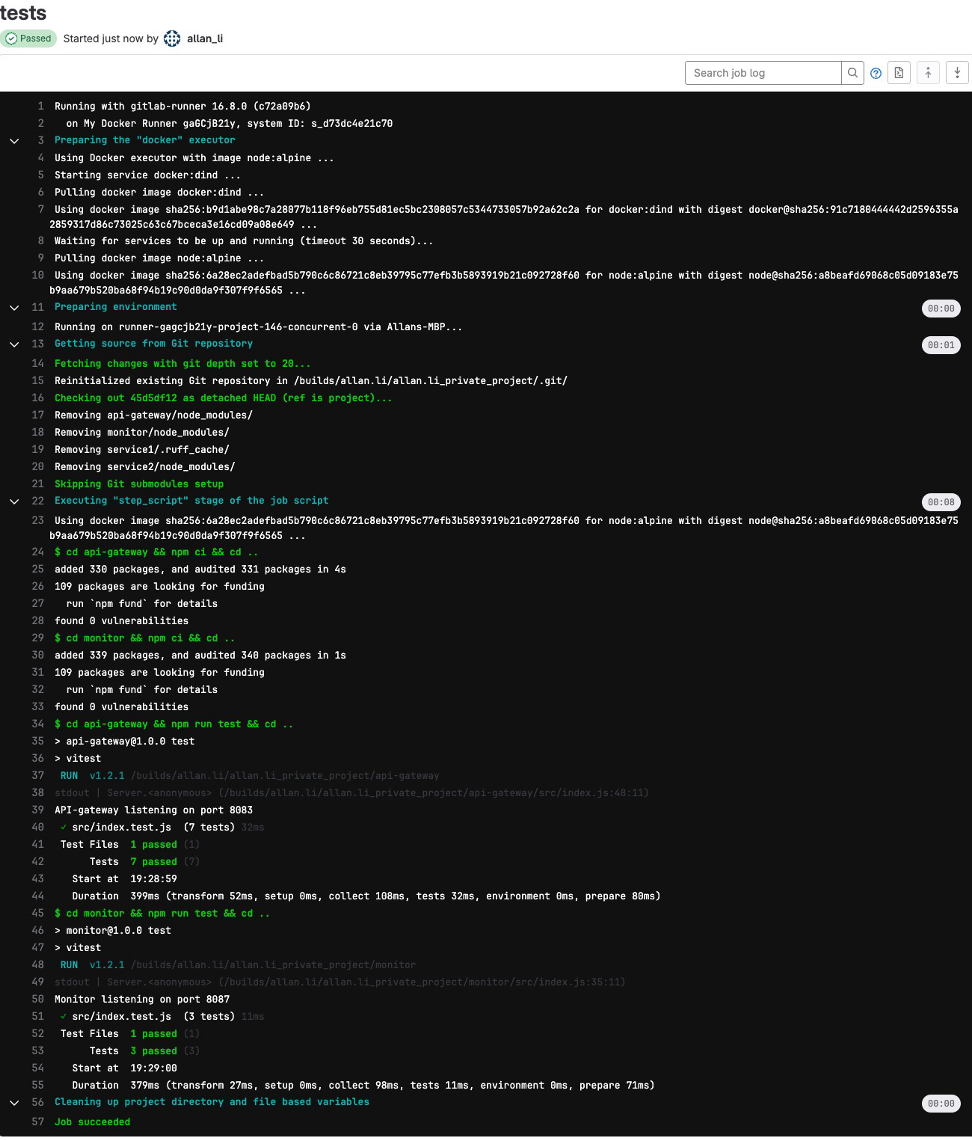 tests
Passed Started just now by allan_li
Search job log
1 Running with gitlab-runner 16.8.0 (c72a09b6)
2 on My Docker Runner gaGCjB21y, system ID: s_d73dc4e21c70
3 Preparing the "docker" executor
4 Using Docker executor with image node:alpine ...
5 Starting service docker:dind ...
6 Pulling docker image docker:dind ...
7 Using docker image sha256:b9d1abe98c7a28077b118f96eb755d81ec5bc2308057c5344733057b92a62c2a for docker:dind with digest docker@sha256:91c7180444442d2596355a
2859317d86c73025c63c67bceca3e16cd09a08e649 ...
8 Waiting for services to be up and running (timeout 30 seconds)...
9 Pulling docker image node:alpine ...
10 Using docker image sha256:6a28ec2adefbad5b790c6c86721c8eb39795c77efb3b5893919b21c092728f60 for node:alpine with digest node@sha256:a8beafd69068c05d09183e75
b9aa679b520ba68f94b19c90d0da9f307f9f6565 ...
11 Preparing environment 00:00
12 Running on runner-gagcjb21y-project-146-concurrent-0 via Allans-MBP...
13 Getting source from Git repository 00:01
14 Fetching changes with git depth set to 20...
15 Reinitialized existing Git repository in /builds/allan.li/allan.li_private_project/.git/
16 Checking out 45d5df12 as detached HEAD (ref is project)...
17 Removing api-gateway/node_modules/
18 Removing monitor/node_modules/
19 Removing service1/.ruff_cache/
20 Removing service2/node_modules/
21 Skipping Git submodules setup
22 Executing "step_script" stage of the job script 00:08
23 Using docker image sha256:6a28ec2adefbad5b790c6c86721c8eb39795c77efb3b5893919b21c092728f60 for node:alpine with digest node@sha256:a8beafd69068c05d09183e75
b9aa679b520ba68f94b19c90d0da9f307f9f6565 ...
24 $ cd api-gateway && npm ci && cd ..
25 added 330 packages, and audited 331 packages in 4s
26 109 packages are looking for funding
27 run `npm fund` for details
28 found 0 vulnerabilities
29 $ cd monitor && npm ci && cd ..
30 added 339 packages, and audited 340 packages in 1s
31 109 packages are looking for funding
32 run `npm fund` for details
33 found 0 vulnerabilities
34 $ cd api-gateway && npm run test && cd ..
35 > api-gateway@1.0.0 test
36 > vitest
37 RUN v1.2.1 /builds/allan.li/allan.li_private_project/api-gateway
38 stdout | Server.<anonymous> (/builds/allan.li/allan.li_private_project/api-gateway/src/index.js:48:11)
39 API-gateway listening on port 8083
40 ✓ src/index.test.js (7 tests) 32ms
41 Test Files 1 passed (1)
42 Tests 7 passed (7)
43 Start at 19:28:59
44 Duration 399ms (transform 52ms, setup 0ms, collect 108ms, tests 32ms, environment 0ms, prepare 80ms)
45 $ cd monitor && npm run test && cd ..
46 > monitor@1.0.0 test
47 > vitest
48 RUN v1.2.1 /builds/allan.li/allan.li_private_project/monitor
49 stdout | Server.<anonymous> (/builds/allan.li/allan.li_private_project/monitor/src/index.js:35:11)
50 Monitor listening on port 8087
51 ✓ src/index.test.js (3 tests) 11ms
52 Test Files 1 passed (1)
53 Tests 3 passed (3)
54 Start at 19:29:00
55 Duration 379ms (transform 27ms, setup 0ms, collect 98ms, tests 11ms, environment 0ms, prepare 71ms)
56 Cleaning up project directory and file based variables 00:00
57 Job succeeded